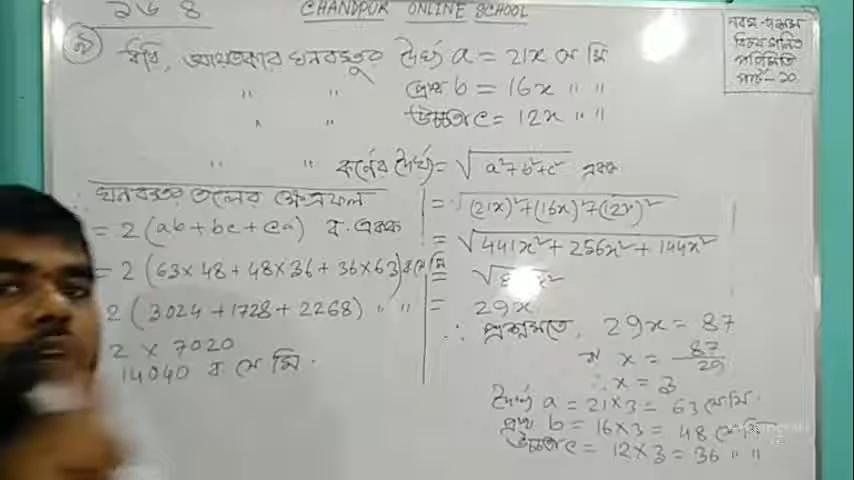 ১৬ ৪
CHANDPUR ONLINE SCHOOL
নবম-দশম
পরিমিতি
পার্ট- ১০
ধরি, আয়তাকার ঘনবস্তুর দৈর্ঘ্য a = 21x সে মি
" " প্রস্থ b = 16x " "
" " উচ্চতা c = 12x " "
" " কর্ণের দৈর্ঘ্য = √a²+b²+c² একক
ঘনবস্তুর তলের ক্ষেত্রফল
= 2 (ab + bc + ca) ব. একক
= 2 (63 x 48 + 48 x 36 + 36 x 63) ব সে মি
2 (3024 + 1728 + 2268) " "
2 x 7020
14040 ব সে মি.
= √(21x)²+(16x)²+(12x)²
= √441x² + 256x² + 144x²
=
= 29x
∴ প্রশ্নমতে, 29x = 87
বা x = 87/29
∴ x = 3
দৈর্ঘ্য a = 21 x 3 = 63 সে মি.
প্রস্থ b = 16 x 3 = 48 সে মি
উচ্চতা c = 12 x 3 = 36 " "